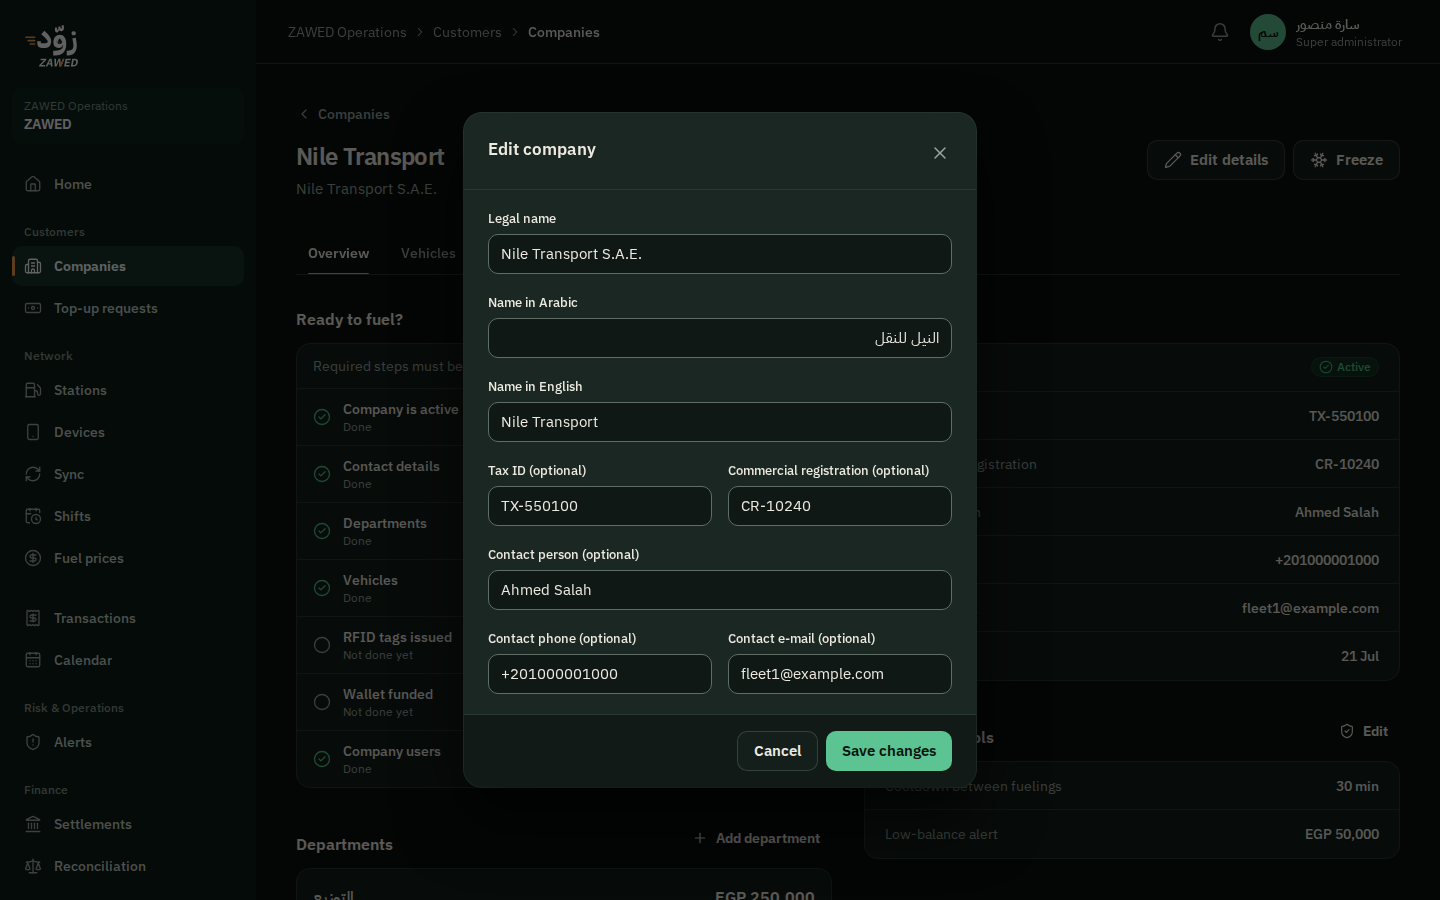 زوّد
ZAWED
ZAWED Operations
ZAWED
Home
Customers
Companies
Top-up requests
Network
Stations
Devices
Sync
Shifts
Fuel prices
Transactions
Calendar
Risk & Operations
Alerts
Finance
Settlements
Reconciliation
ZAWED Operations > Customers > Companies
سم
سارة منصور
Super administrator
Companies
Nile Transport
Nile Transport S.A.E.
Edit details
Freeze
Overview
Vehicles
Ready to fuel?
Required steps must be
Company is active
Done
Contact details
Done
Departments
Done
Vehicles
Done
RFID tags issued
Not done yet
Wallet funded
Not done yet
Company users
Done
Departments
Add department
EGP 250,000
Edit company
Legal name
Nile Transport S.A.E.
Name in Arabic
النيل للنقل
Name in English
Nile Transport
Tax ID (optional)
Commercial registration (optional)
TX-550100
CR-10240
Contact person (optional)
Ahmed Salah
Contact phone (optional)
Contact e-mail (optional)
+201000001000
fleet1@example.com
Cancel
Save changes
Active
TX-550100
CR-10240
Ahmed Salah
+201000001000
fleet1@example.com
21 Jul
Edit
Cooldown between fuelings
30 min
Low-balance alert
EGP 50,000